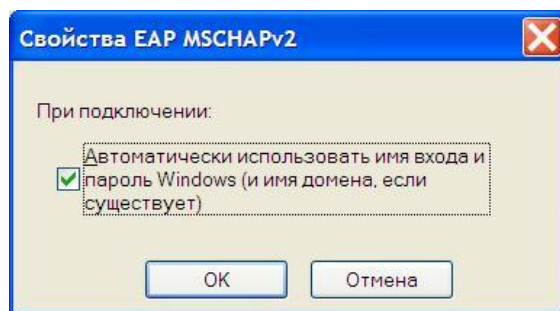 Свойства EAP MSCHAPv2
При подключении:
Автоматически использовать имя входа и
пароль Windows (и имя домена, если
существует)
OK
Отмена